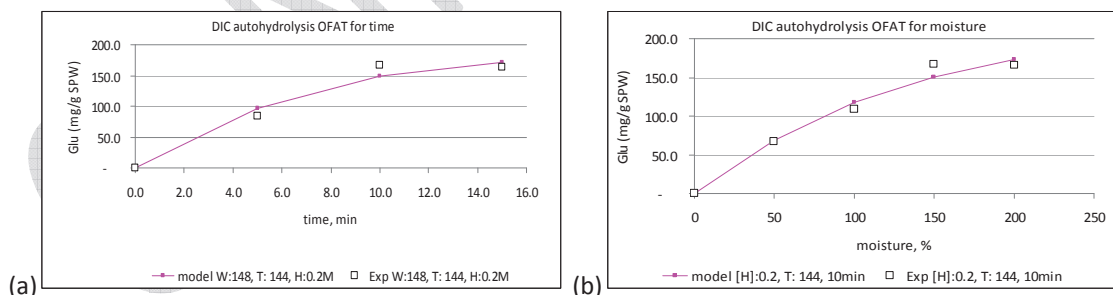 DIC autohydrolysis OFAT for time
200.0
150.0
100.0
50.0
-
Glu (mg/g SPW)
0.0 2.0 4.0 6.0 8.0 10.0 12.0 14.0 16.0
time, min
model W:148, T: 144, H:0.2M Exp W:148, T: 144, H:0.2M
(a)
DIC autohydrolysis OFAT for moisture
200.0
150.0
100.0
50.0
-
Glu (mg/g SPW)
0 50 100 150 200 250
moisture, %
model [H]:0.2, T: 144, 10min Exp [H]:0.2, T: 144, 10min
(b)